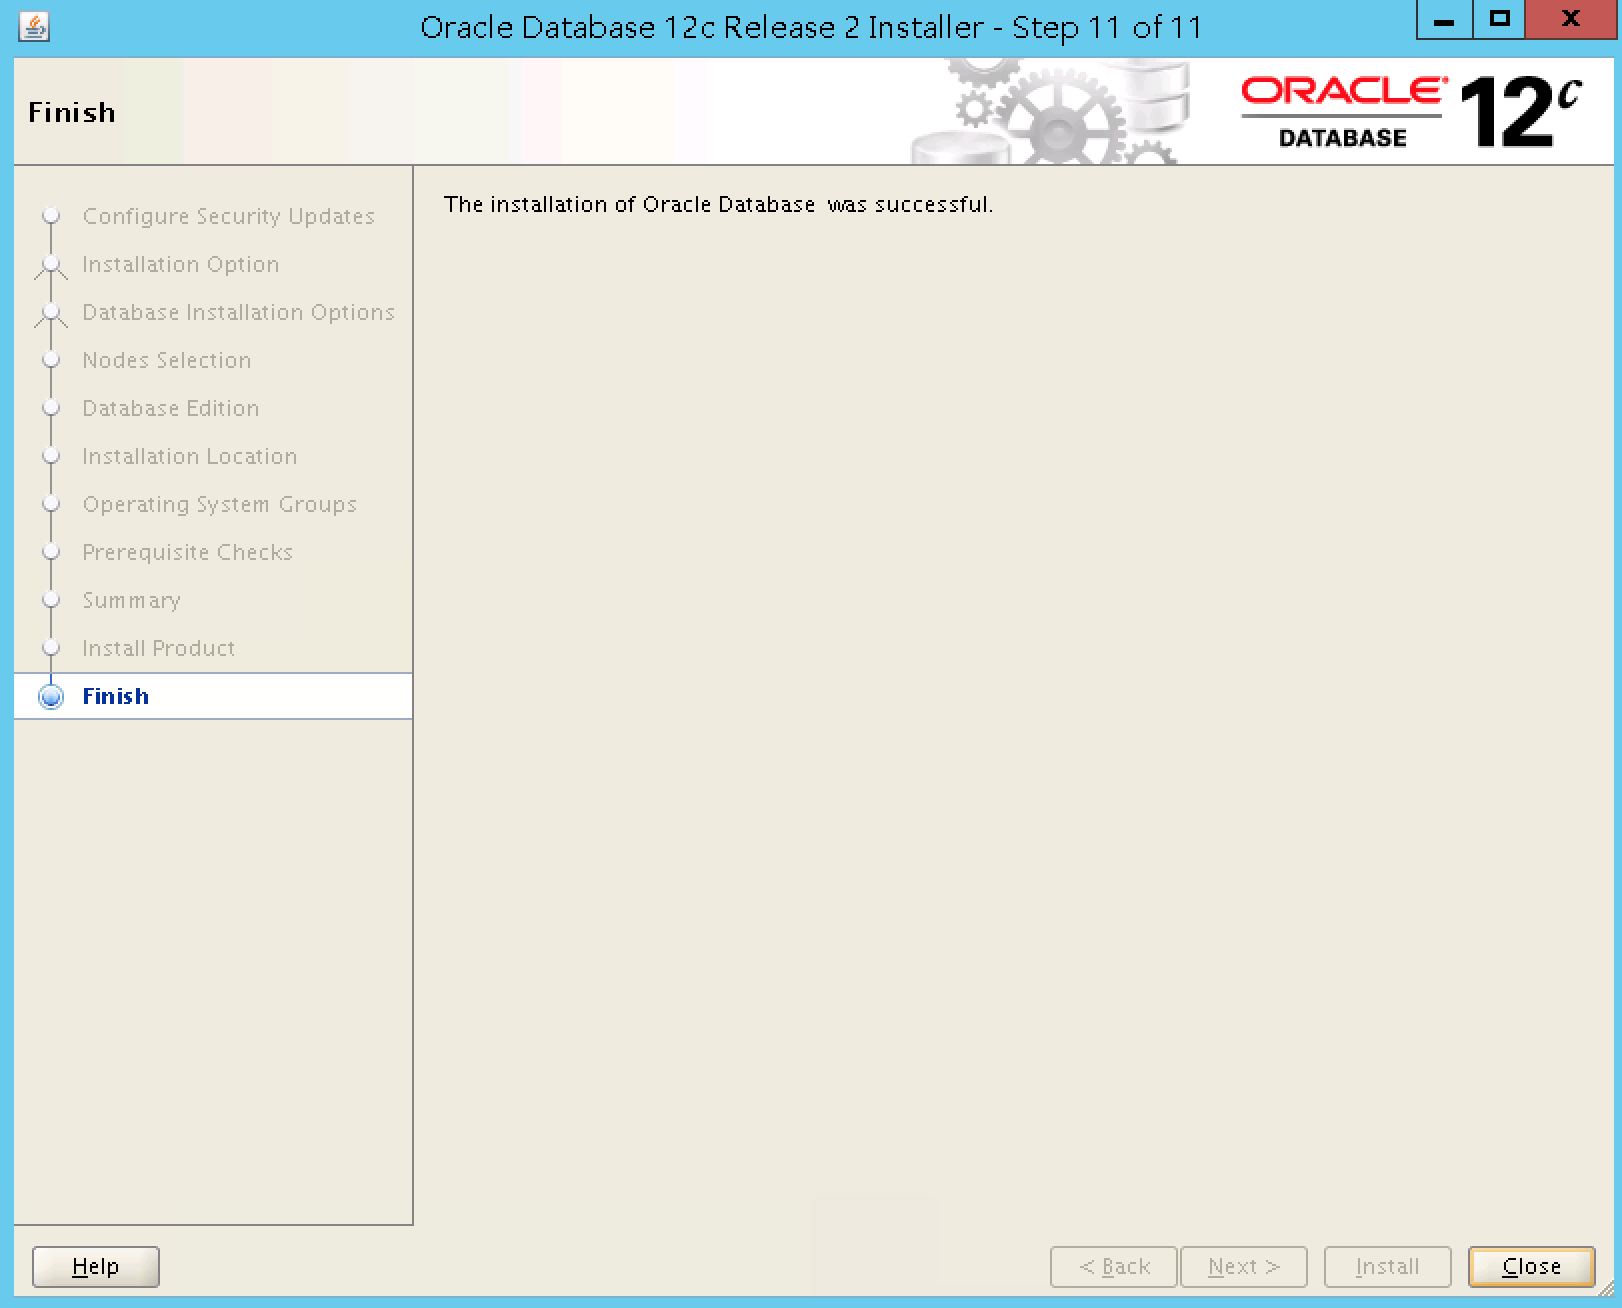 Oracle Database 12c Release 2 Installer - Step 11 of 11
Finish
ORACLE
DATABASE
12c
Configure Security Updates
Installation Option
Database Installation Options
Nodes Selection
Database Edition
Installation Location
Operating System Groups
Prerequisite Checks
Summary
Install Product
Finish
The installation of Oracle Database  was successful.
Help
< Back
Next >
Install
Close